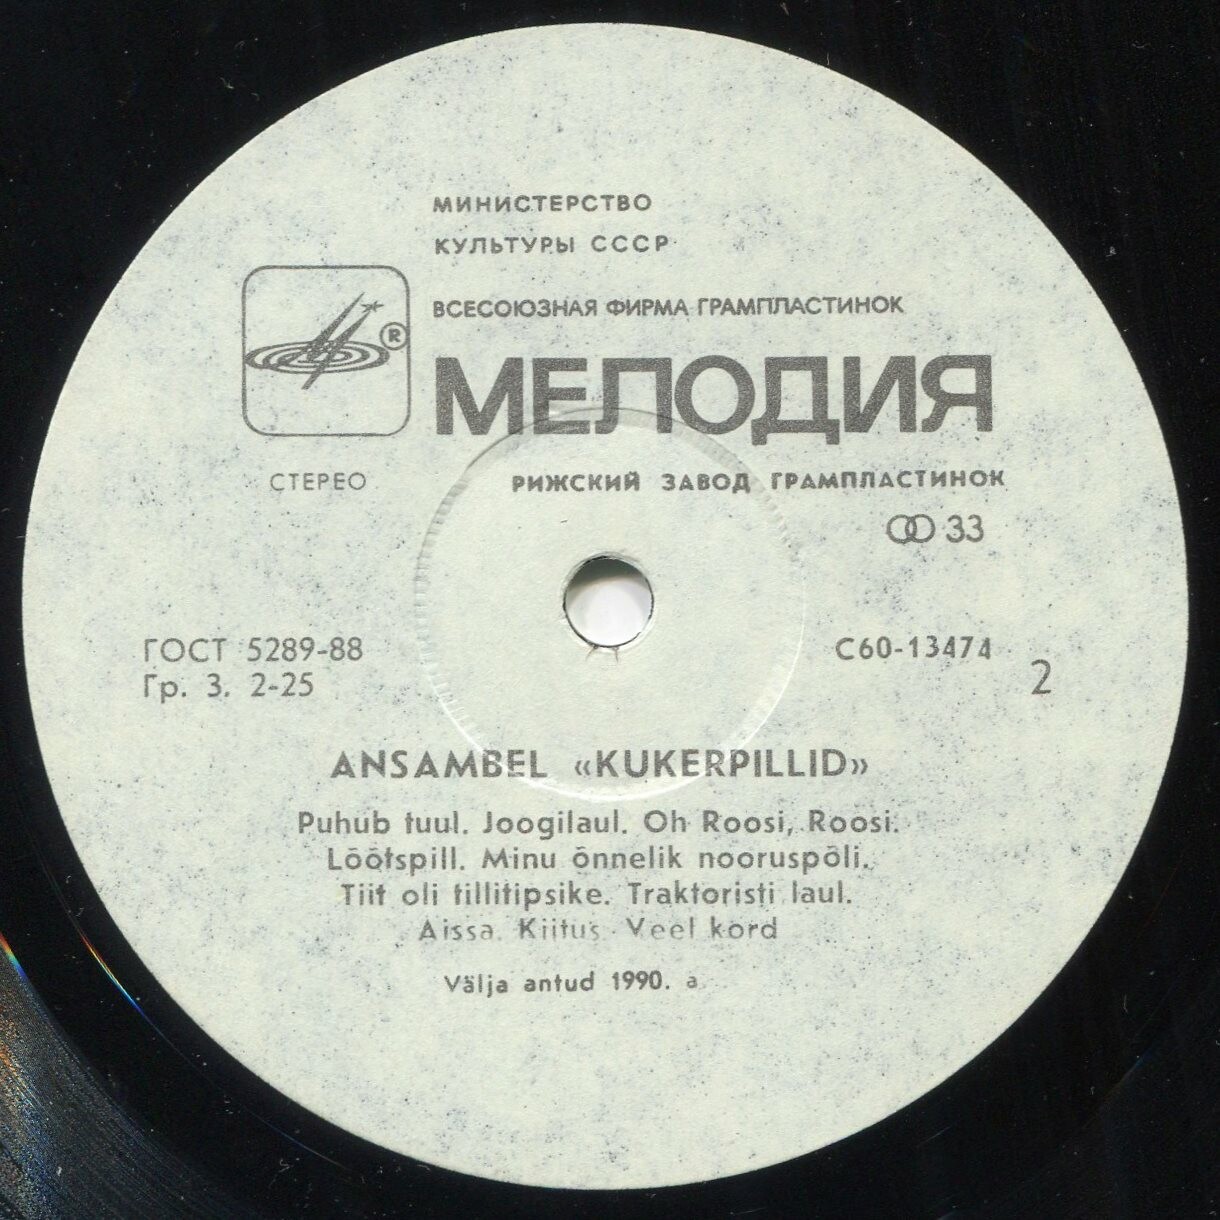 МИНИСТЕРСТВО
КУЛЬТУРЫ СССР
ВСЕСОЮЗНАЯ ФИРМА ГРАМПЛАСТИНОК
®
МЕЛОДИЯ
СТЕРЕО
РИЖСКИЙ ЗАВОД ГРАМПЛАСТИНОК
33
ГОСТ 5289-88
Гр. 3. 2-25
С60-13474
2
ANSAMBEL «KUKERPILLID»
Puhub tuul. Joogilaul. Oh Roosi, Roosi.
Lõõtspill. Minu õnnelik nooruspõli.
Tiit oli tillitipsike. Traktoristi laul.
Aissa. Kiitus. Veel kord
Välja antud 1990. a.